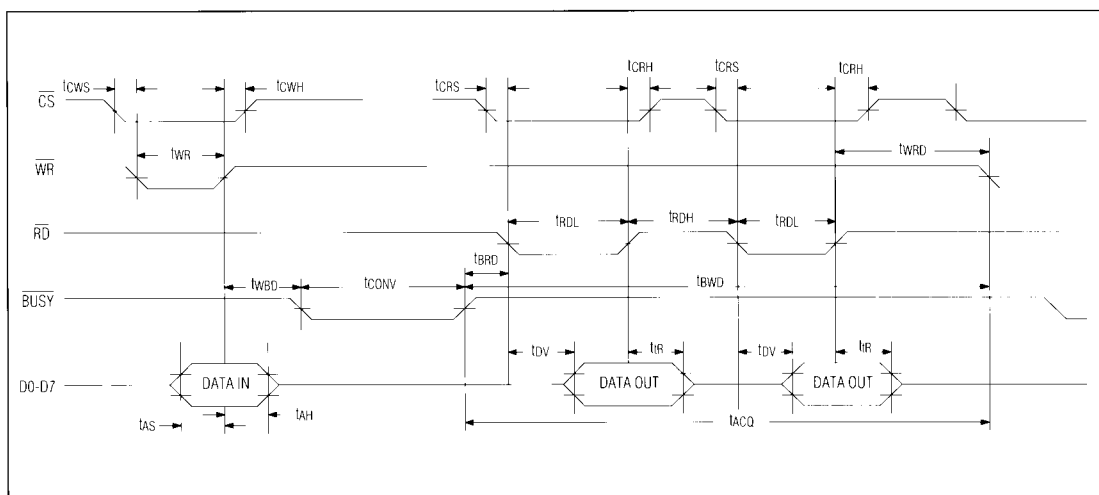 tCWS tCWH tCRS tCRH tCRS tCRH
CS
tWR tWRD
WR
tRDL tRDH tRDL
RD
tBRD
tWBD tCONV tBWD
BUSY
tDV tIR tDV tIR
D0-D7 DATA IN DATA OUT DATA OUT
tAS tAH tACQ